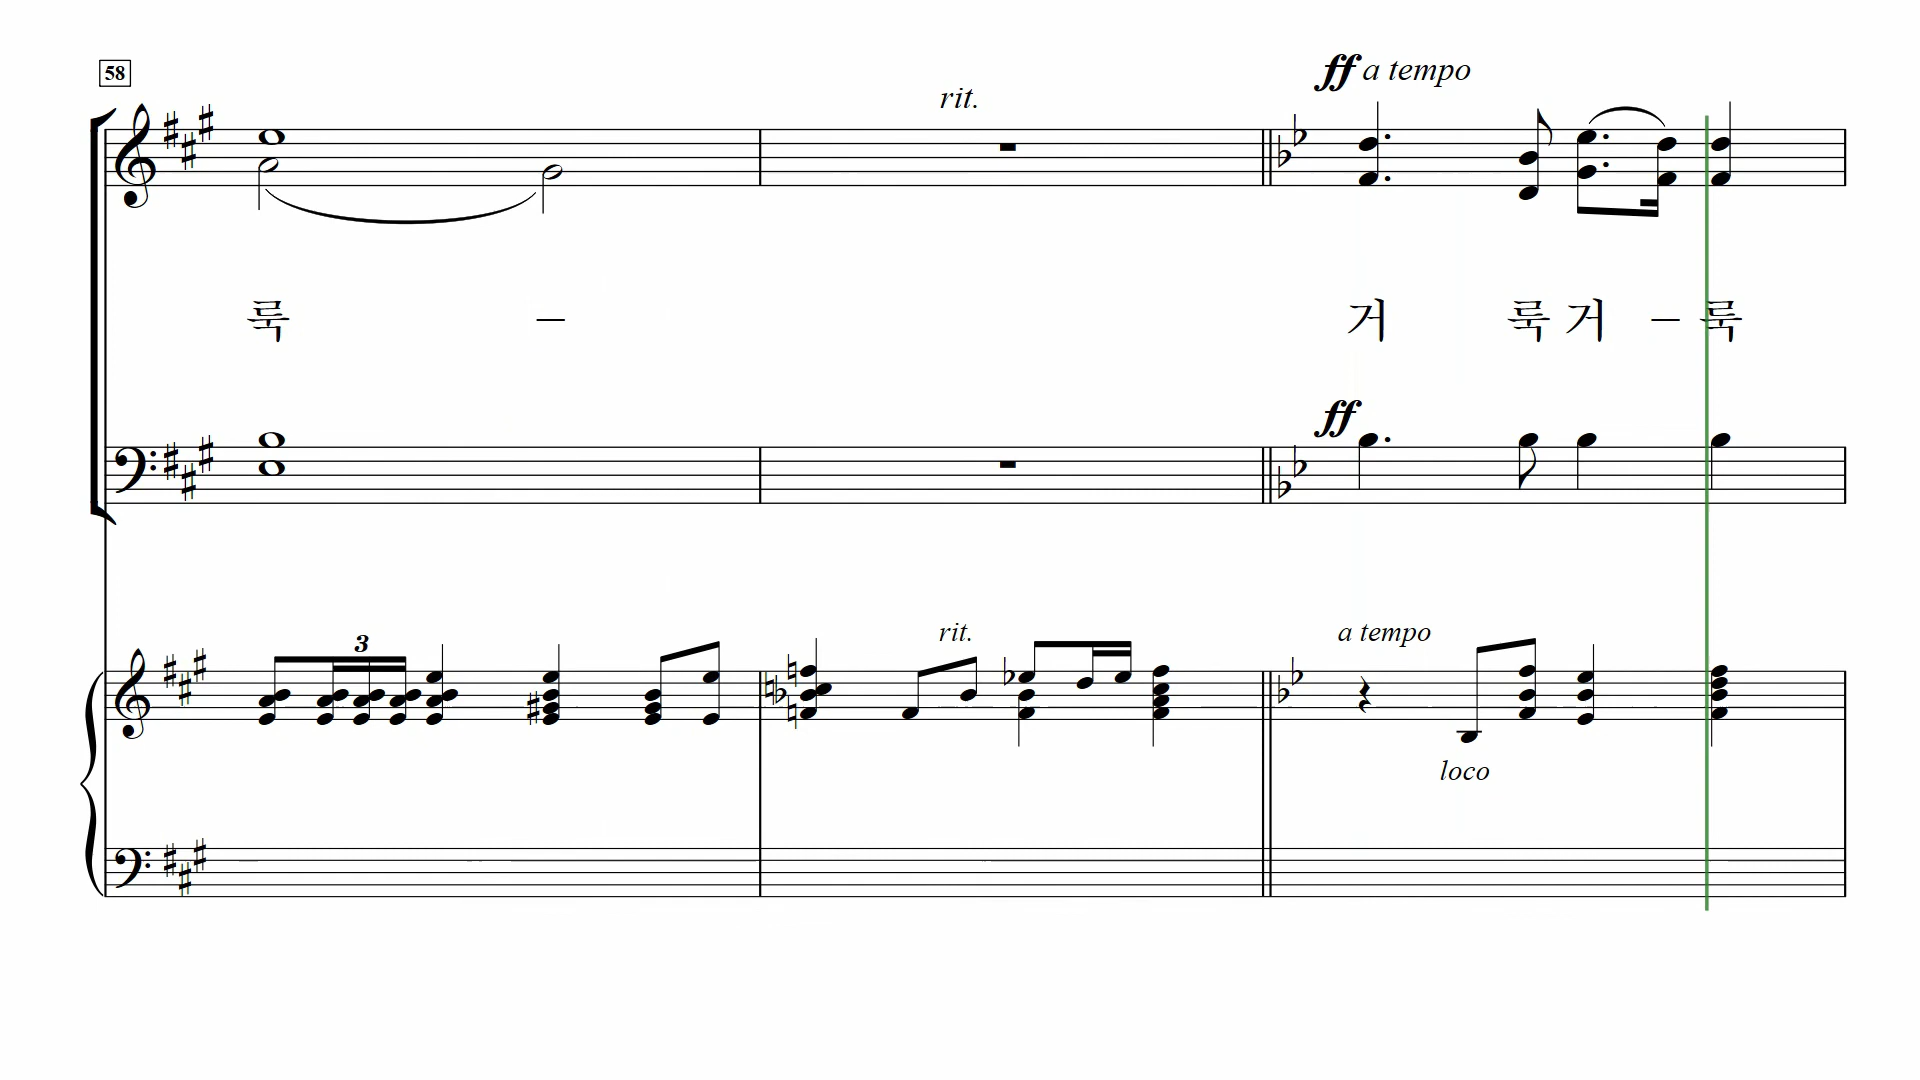 58
ff a tempo
rit.
룩 – 거 룩 거 – 룩
ff
3
rit.
a tempo
loco